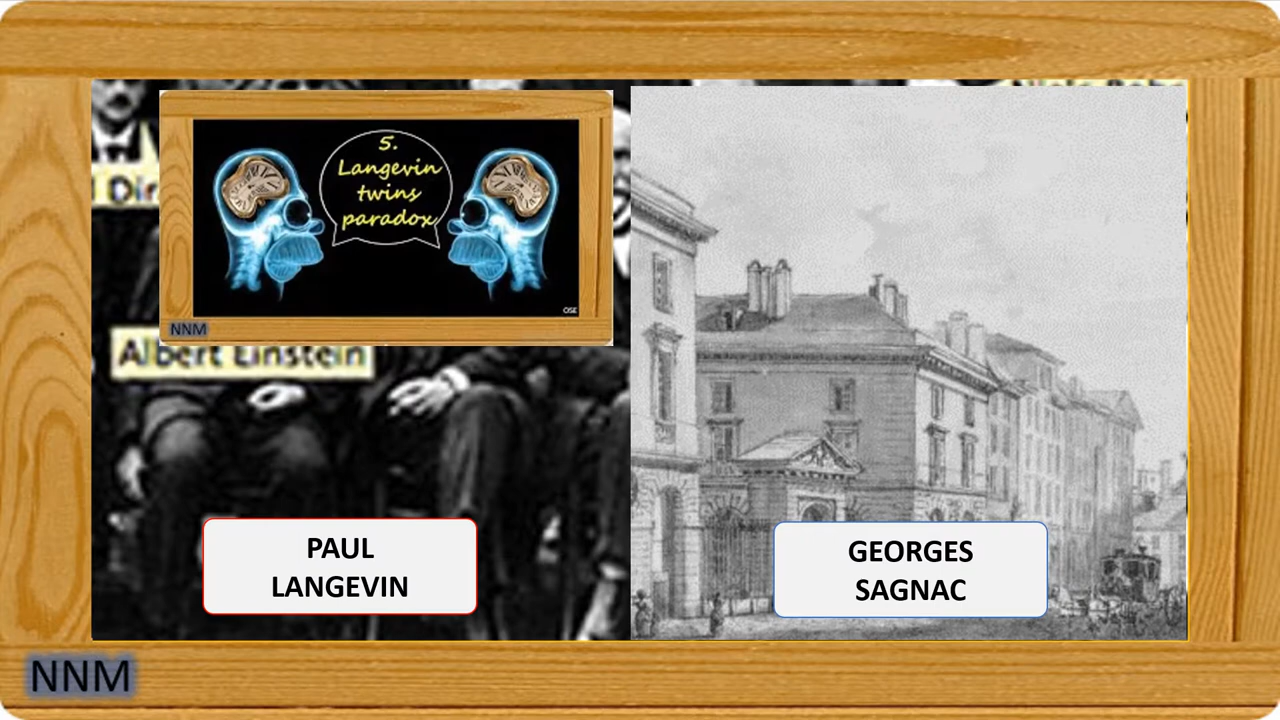 5.
Langevin
twins
paradox
OSE
NNM
Albert Einstein
PAUL
LANGEVIN
GEORGES
SAGNAC
NNM